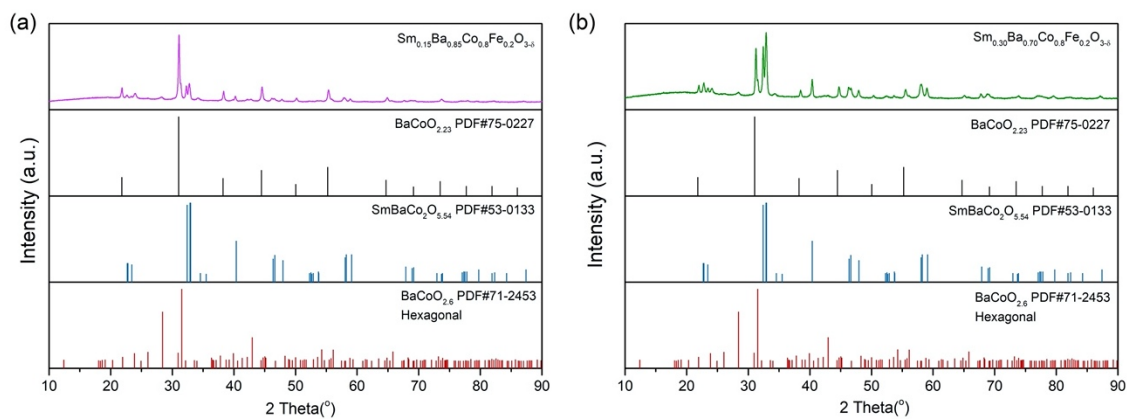 (a)
Sm0.15Ba0.85Co0.8Fe0.2O3-δ
BaCoO2.23 PDF#75-0227
SmBaCo2O5.54 PDF#53-0133
BaCoO2.6 PDF#71-2453
Hexagonal
Intensity (a.u.)
10 20 30 40 50 60 70 80 90
2 Theta(°)
(b)
Sm0.30Ba0.70Co0.8Fe0.2O3-δ
BaCoO2.23 PDF#75-0227
SmBaCo2O5.54 PDF#53-0133
BaCoO2.6 PDF#71-2453
Hexagonal
Intensity (a.u.)
10 20 30 40 50 60 70 80 90
2 Theta(°)